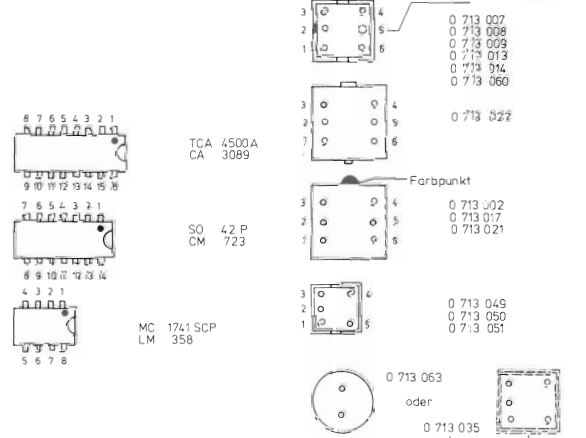 3 4
2 5
1 6
0 713 007
0 713 008
0 713 009
0 713 013
0 713 014
0 713 060
8 7 6 5 4 3 2 1
TCA 4500A
CA 3089
9 10 11 12 13 14 15 16
3 4
2 5
6
0 713 022
Farbpunkt
7 6 5 4 3 2 1
SO 42 P
CM 723
8 9 10 11 12 13 14
3 4
2 5
1 6
0 713 002
0 713 017
0 713 021
4 3 2 1
MC 1741 SCP
LM 358
5 6 7 8
3 4
2
1 5
0 713 049
0 713 050
0 713 051
0 713 063
oder
0 713 035